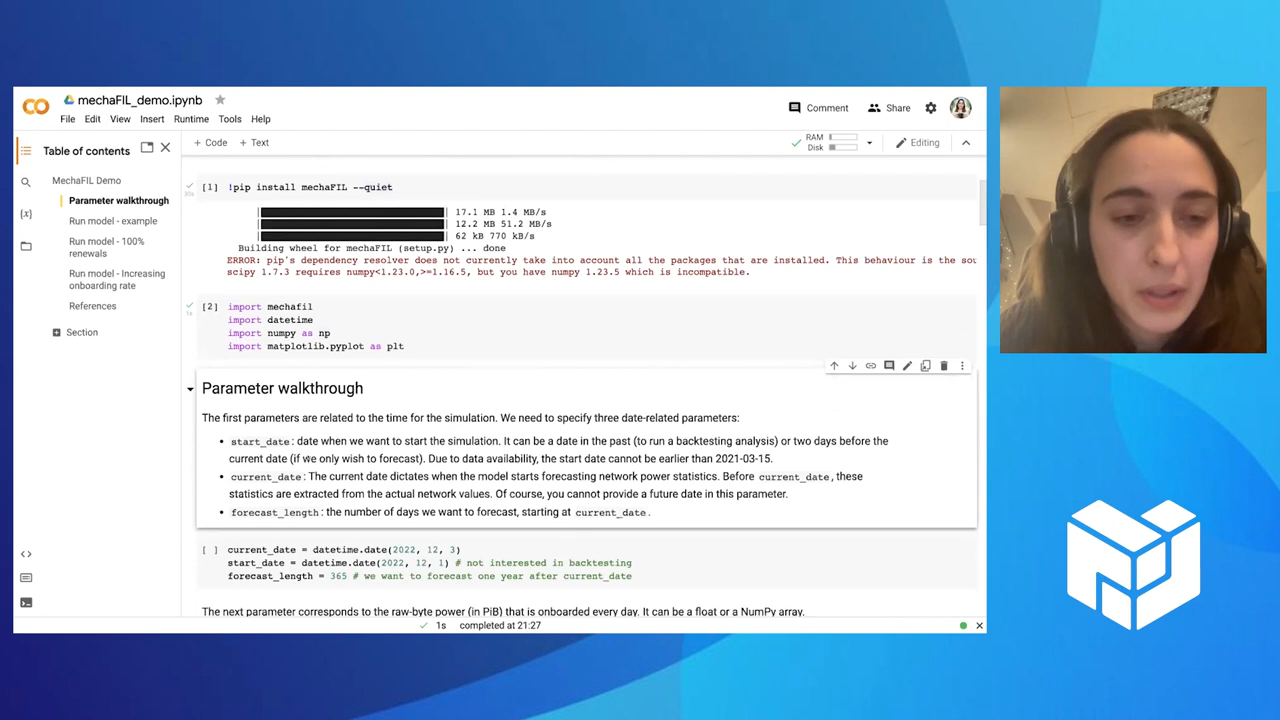 mechaFIL_demo.ipynb
File Edit View Insert Runtime Tools Help
Comment
Share
Table of contents
MechaFIL Demo
Parameter walkthrough
Run model - example
Run model - 100%
renewals
Run model - Increasing
onboarding rate
References
Section
+ Code + Text
RAM
Disk
Editing
[1] !pip install mechaFIL --quiet
30s
| | 17.1 MB 1.4 MB/s
| | 12.2 MB 51.2 MB/s
| | 62 kB 770 kB/s
Building wheel for mechaFIL (setup.py) ... done
ERROR: pip's dependency resolver does not currently take into account all the packages that are installed. This behaviour is the sou
scipy 1.7.3 requires numpy<1.23.0,>=1.16.5, but you have numpy 1.23.5 which is incompatible.
[2] import mechafil
1s
import datetime
import numpy as np
import matplotlib.pyplot as plt
Parameter walkthrough
The first parameters are related to the time for the simulation. We need to specify three date-related parameters:
• start_date: date when we want to start the simulation. It can be a date in the past (to run a backtesting analysis) or two days before the
current date (if we only wish to forecast). Due to data availability, the start date cannot be earlier than 2021-03-15.
• current_date: The current date dictates when the model starts forecasting network power statistics. Before current_date, these
statistics are extracted from the actual network values. Of course, you cannot provide a future date in this parameter.
• forecast_length: the number of days we want to forecast, starting at current_date.
[ ] current_date = datetime.date(2022, 12, 3)
start_date = datetime.date(2022, 12, 1) # not interested in backtesting
forecast_length = 365 # we want to forecast one year after current_date
The next parameter corresponds to the raw-byte power (in PiB) that is onboarded every day. It can be a float or a NumPy array.
1s completed at 21:27